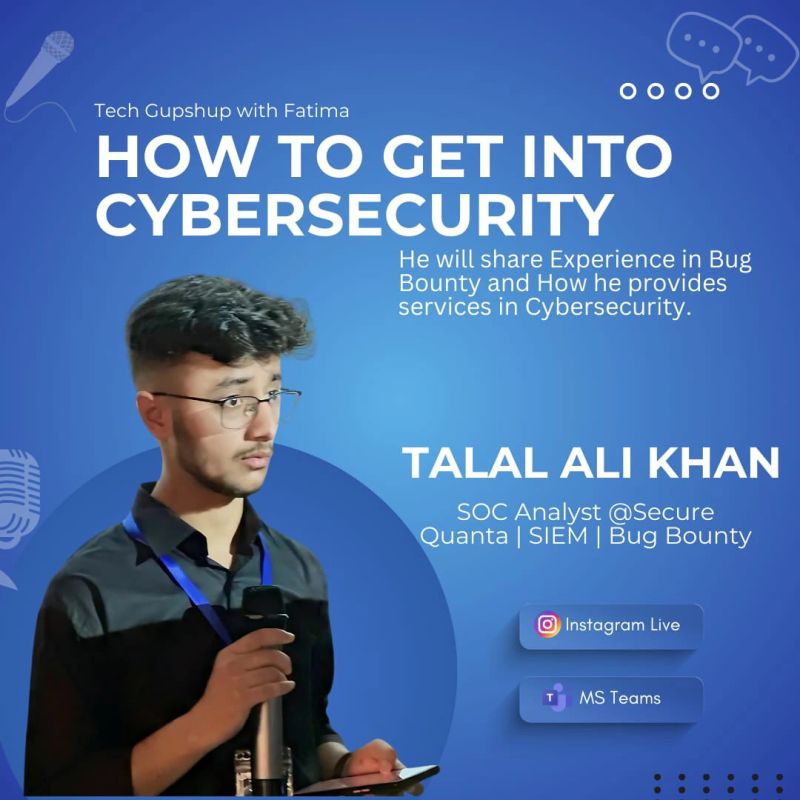 Tech Gupshup with Fatima
HOW TO GET INTO
CYBERSECURITY
He will share Experience in Bug
Bounty and How he provides
services in Cybersecurity.
TALAL ALI KHAN
SOC Analyst @Secure
Quanta | SIEM | Bug Bounty
Instagram Live
MS Teams